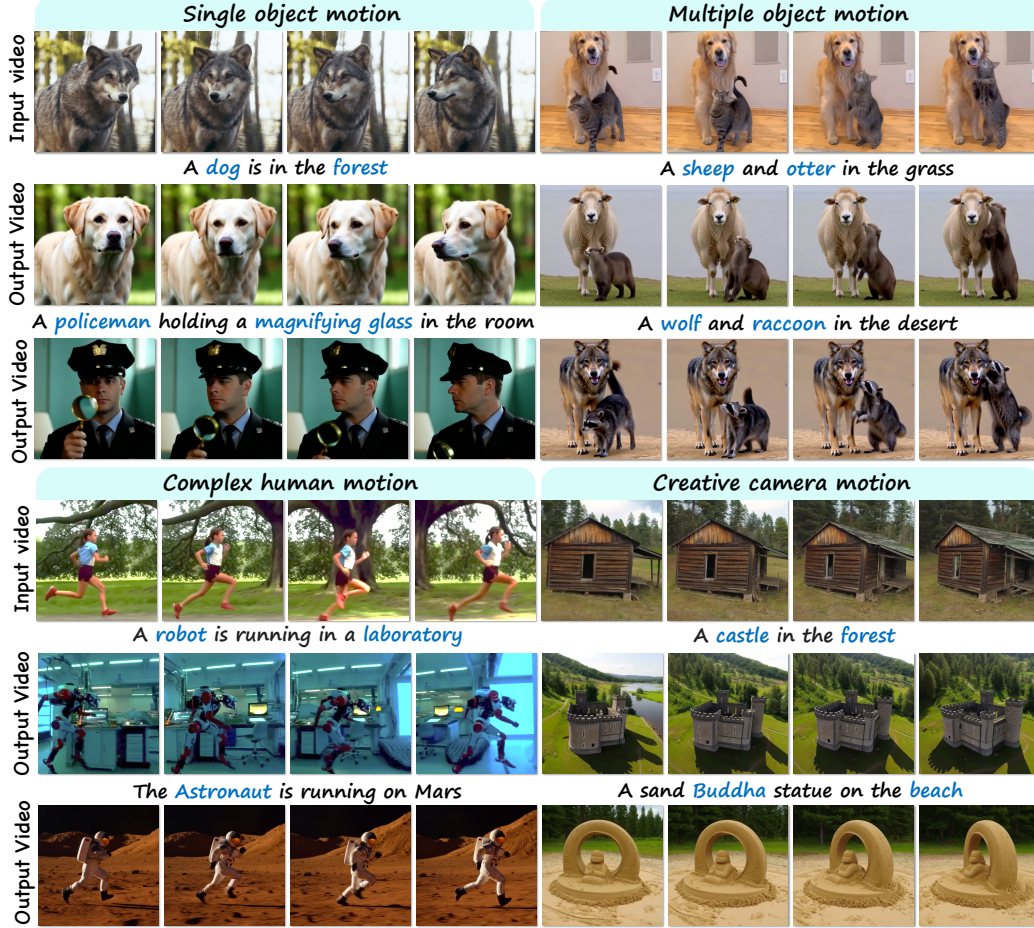 Single object motion
Multiple object motion
Input video
A dog is in the forest
A sheep and otter in the grass
Output Video
A policeman holding a magnifying glass in the room
A wolf and raccoon in the desert
Output Video
Complex human motion
Creative camera motion
Input video
A robot is running in a laboratory
A castle in the forest
Output Video
The Astronaut is running on Mars
A sand Buddha statue on the beach
Output Video